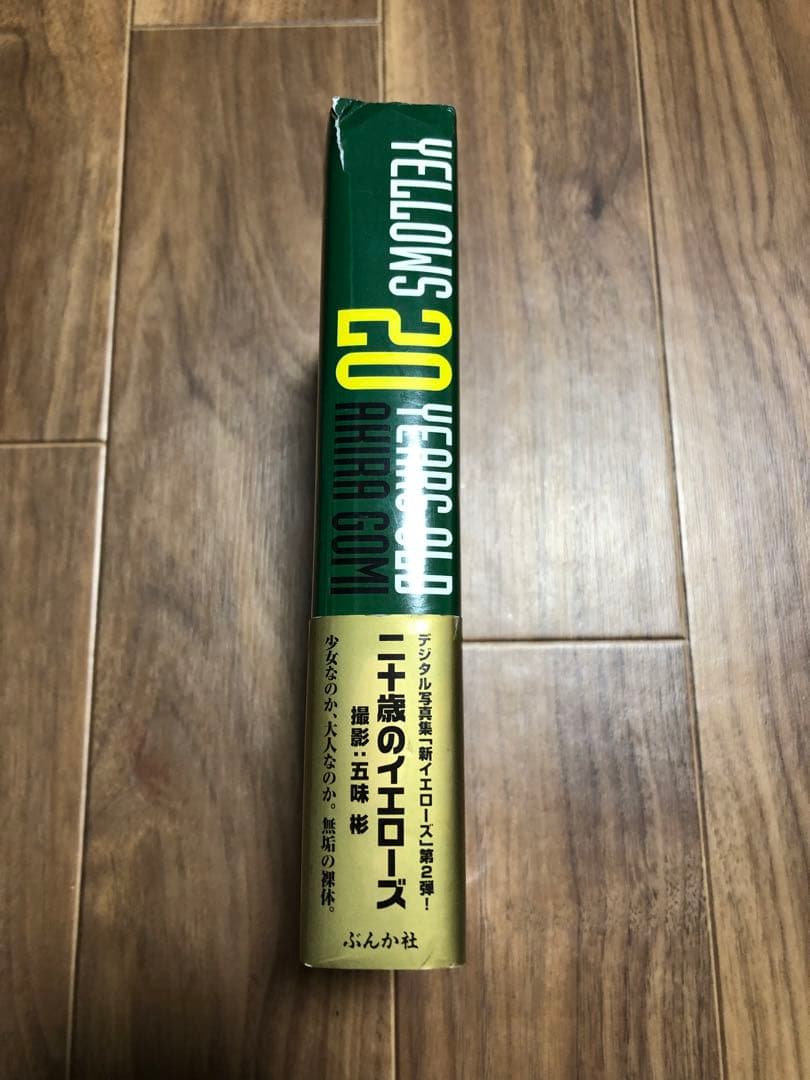 YELLOWS 20 YEARS OLD
AKIRA GOMI
デジタル写真集「新イエローズ」第2弾!
二十歳のイエローズ
撮影:五味 彬
少女なのか、大人なのか。無垢の裸体。
ぶんか社